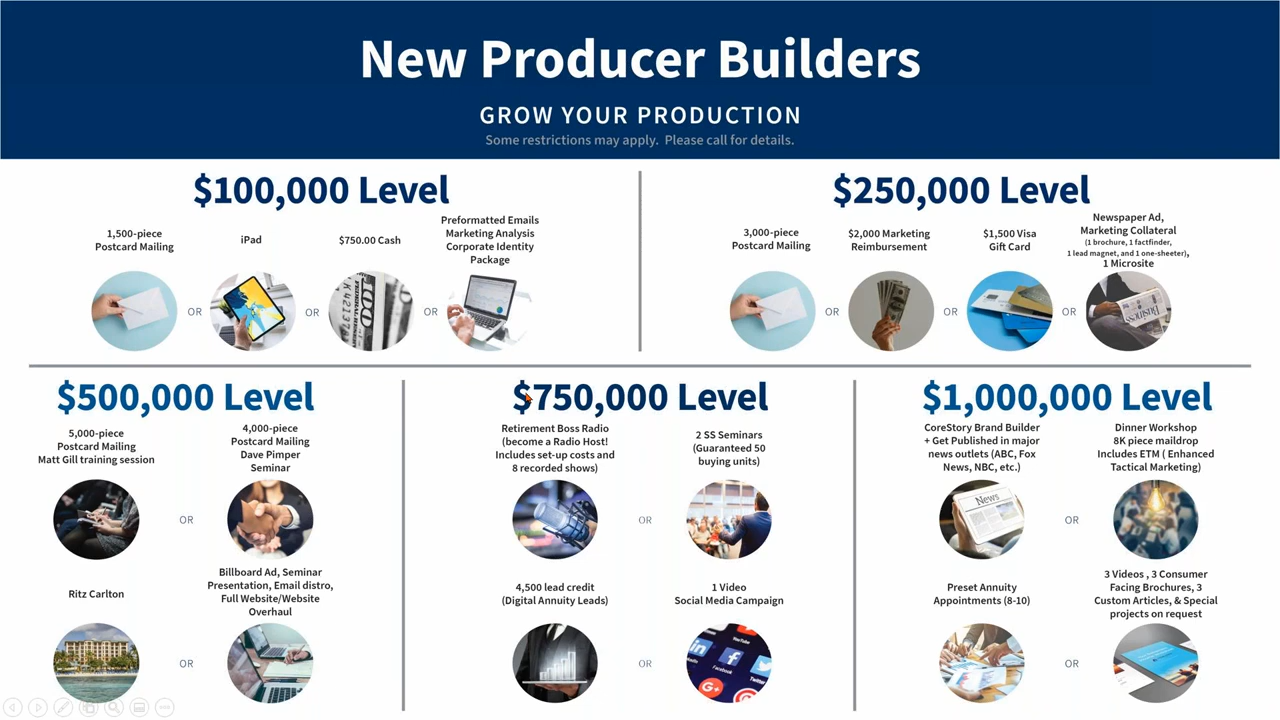 New Producer Builders
GROW YOUR PRODUCTION
Some restrictions may apply.  Please call for details.
$100,000 Level
1,500-piece
Postcard Mailing
OR
iPad
OR
$750.00 Cash
OR
Preformatted Emails
Marketing Analysis
Corporate Identity
Package
$250,000 Level
3,000-piece
Postcard Mailing
OR
$2,000 Marketing
Reimbursement
OR
$1,500 Visa
Gift Card
OR
Newspaper Ad,
Marketing Collateral
(1 brochure, 1 factfinder,
1 lead magnet, and 1 one-sheeter),
1 Microsite
Business
$500,000 Level
5,000-piece
Postcard Mailing
Matt Gill training session
OR
4,000-piece
Postcard Mailing
Dave Pimper
Seminar
Ritz Carlton
OR
Billboard Ad, Seminar
Presentation, Email distro,
Full Website/Website
Overhaul
$750,000 Level
Retirement Boss Radio
(become a Radio Host!
Includes set-up costs and
8 recorded shows)
OR
2 SS Seminars
(Guaranteed 50
buying units)
4,500 lead credit
(Digital Annuity Leads)
OR
1 Video
Social Media Campaign
YouTube
Facebook
Twitter
$1,000,000 Level
CoreStory Brand Builder
+ Get Published in major
news outlets (ABC, Fox
News, NBC, etc.)
News
OR
Dinner Workshop
8K piece maildrop
Includes ETM ( Enhanced
Tactical Marketing)
Preset Annuity
Appointments (8-10)
OR
3 Videos , 3 Consumer
Facing Brochures, 3
Custom Articles, & Special
projects on request